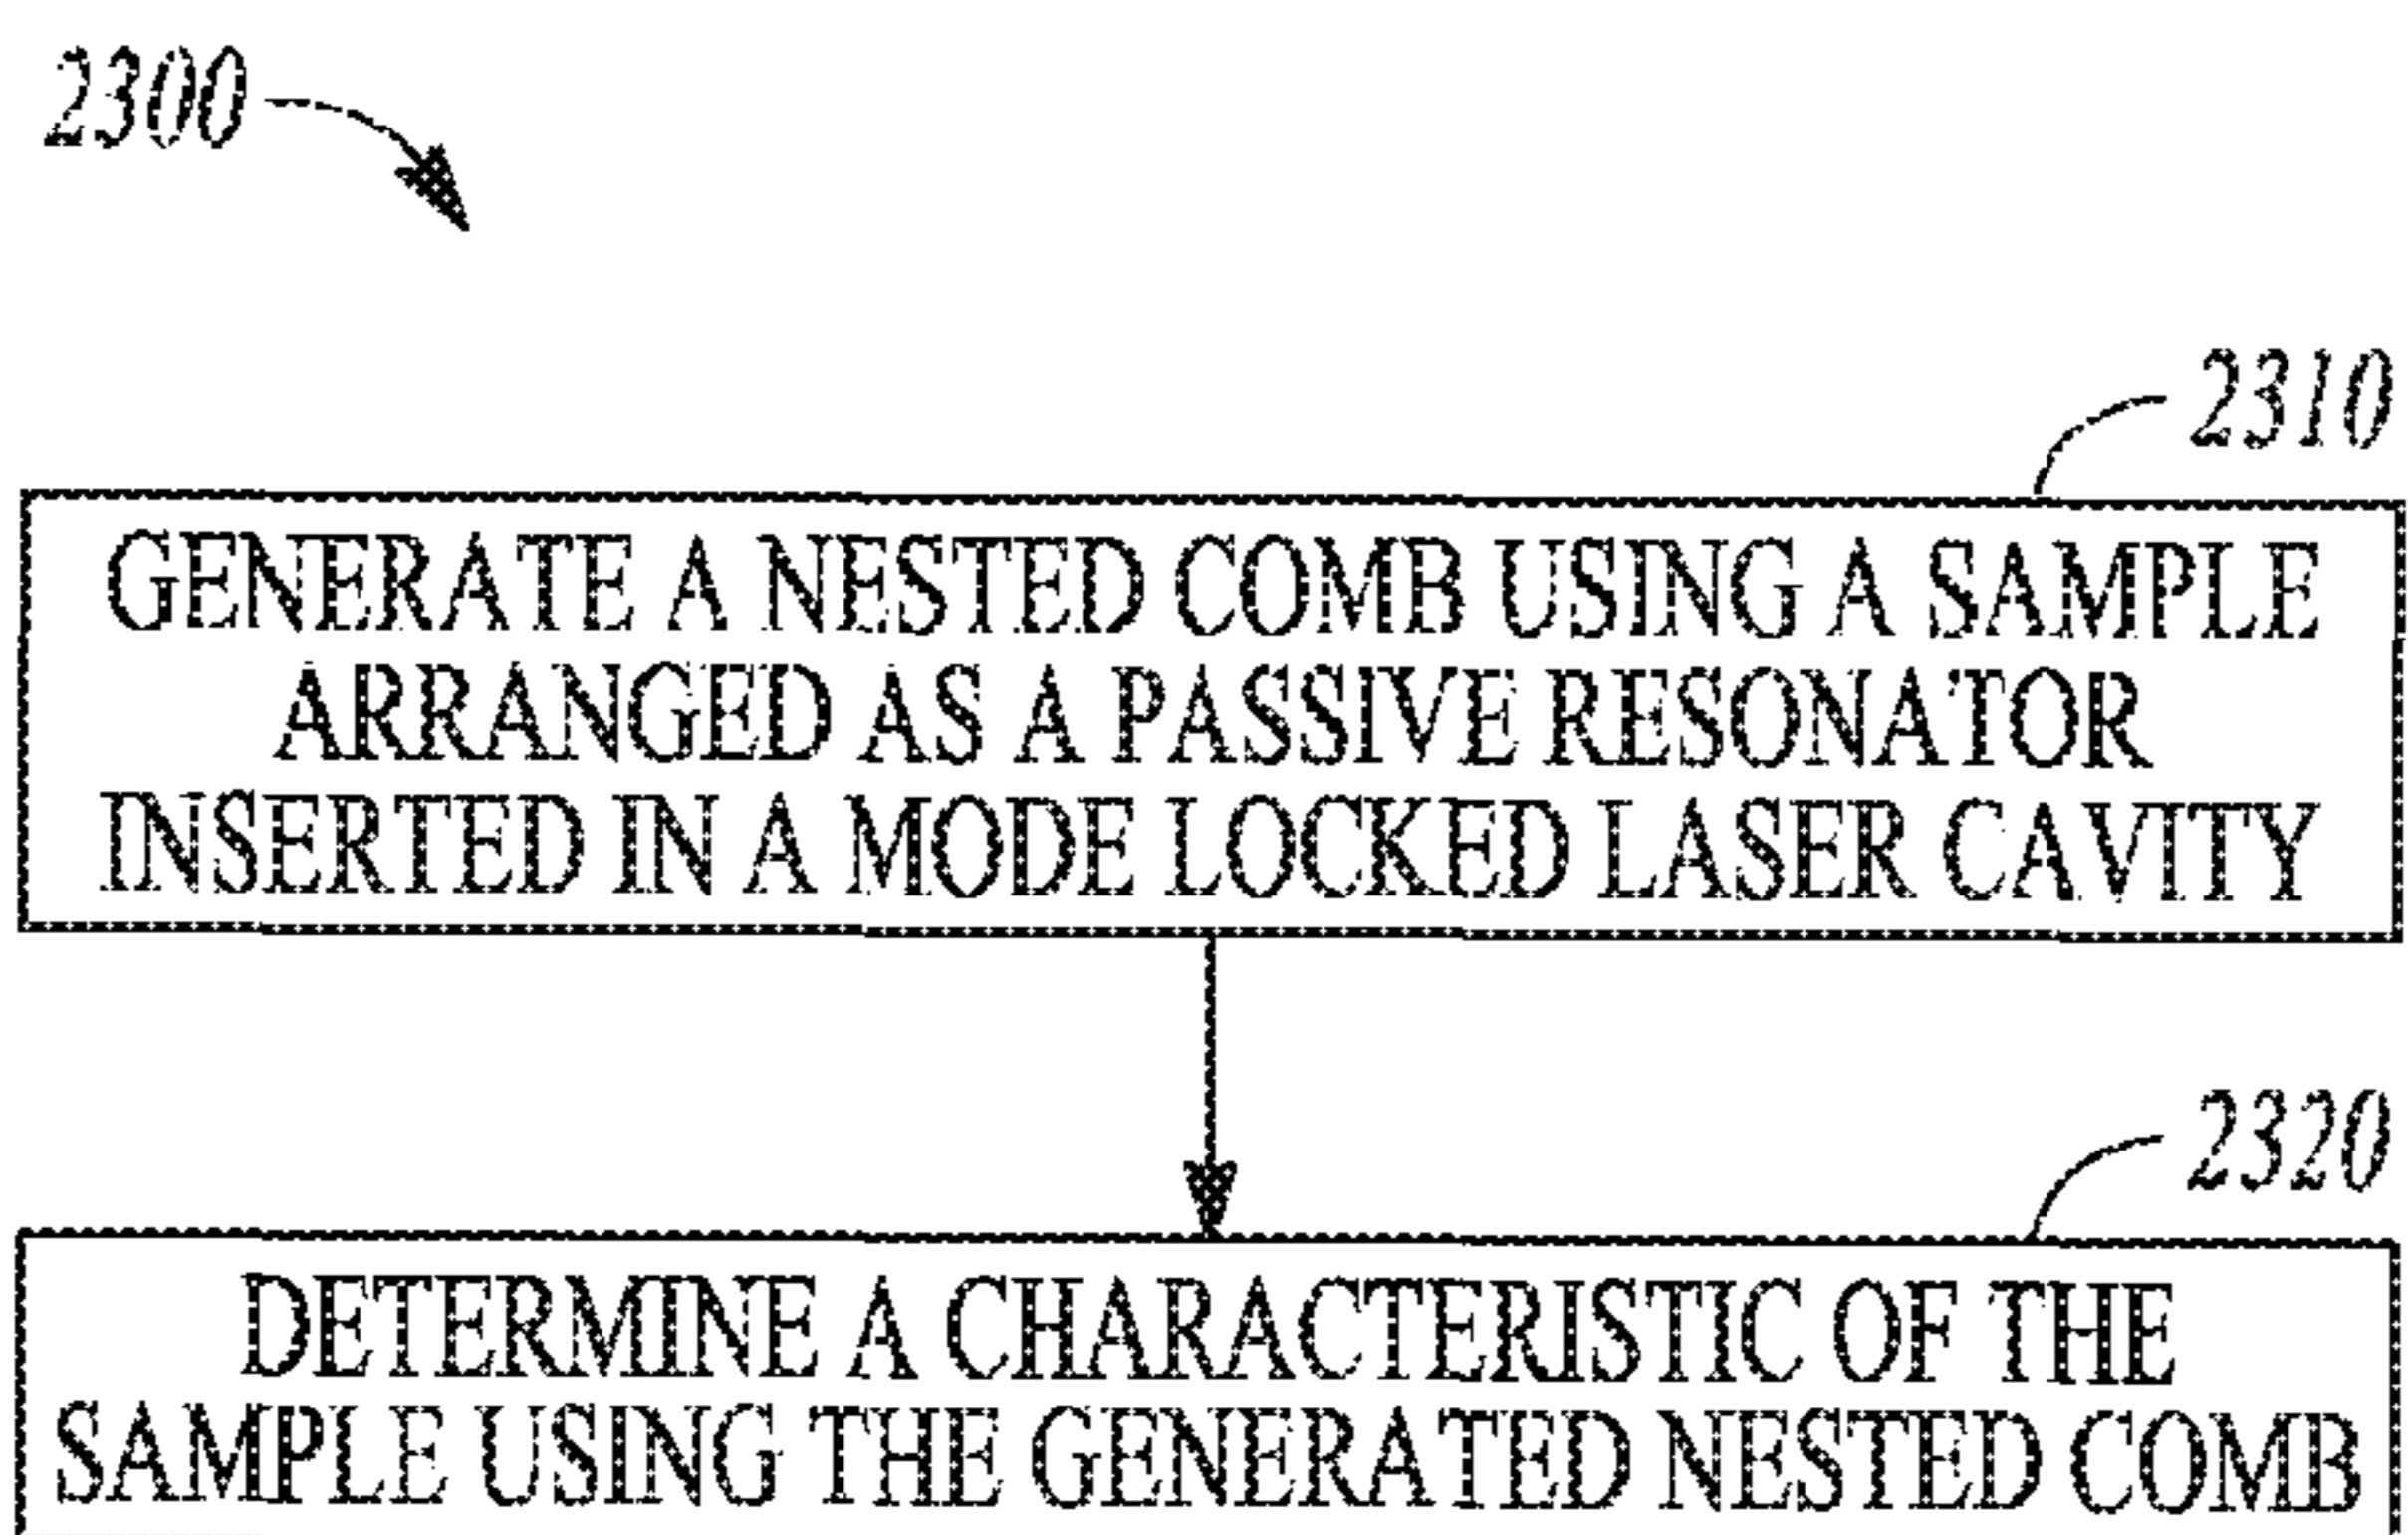 2300
2310
GENERATE A NESTED COMB USING A SAMPLE
ARRANGED AS A PASSIVE RESONATOR
INSERTED IN A MODE LOCKED LASER CAVITY
2320
DETERMINE A CHARACTERISTIC OF THE
SAMPLE USING THE GENERATED NESTED COMB